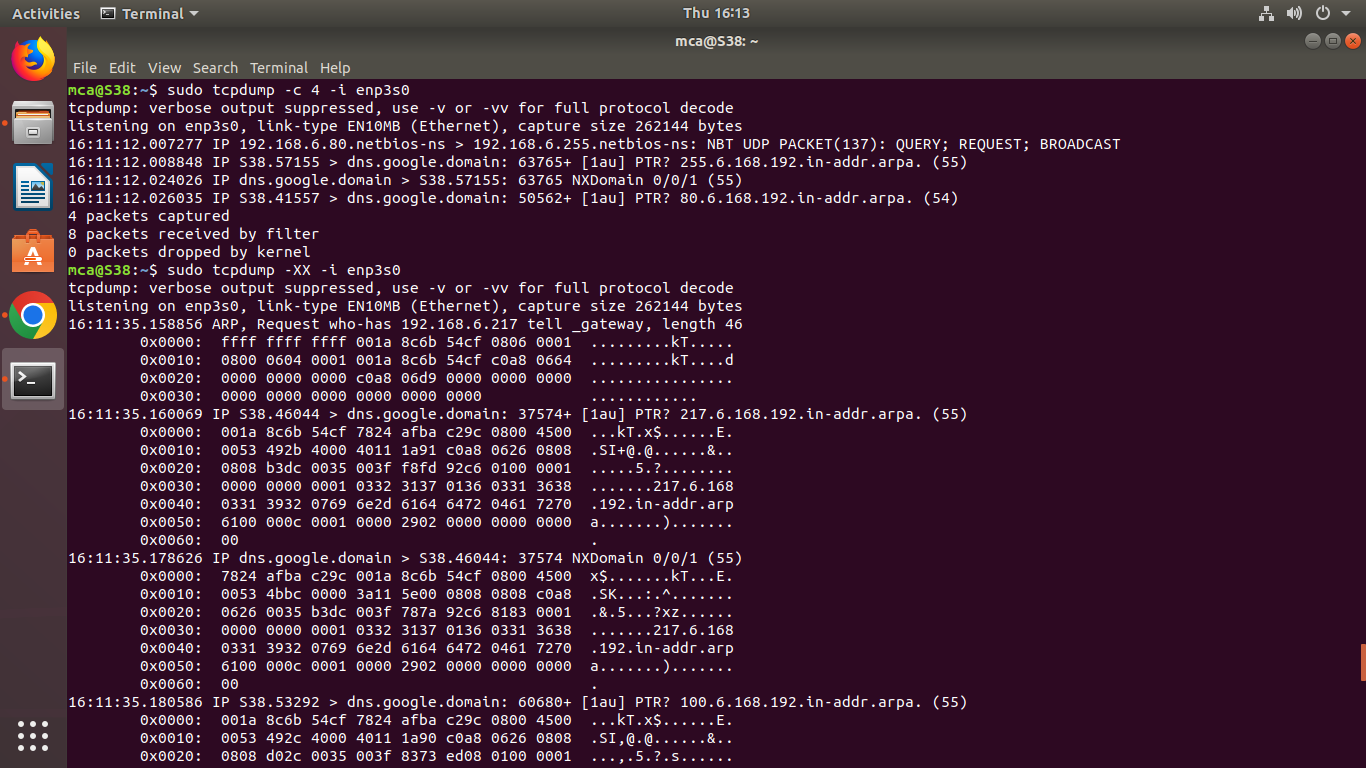 Activities Terminal Thu 16:13
mca@S38: ~
File Edit View Search Terminal Help
mca@S38:~$ sudo tcpdump -c 4 -i enp3s0
tcpdump: verbose output suppressed, use -v or -vv for full protocol decode
listening on enp3s0, link-type EN10MB (Ethernet), capture size 262144 bytes
16:11:12.007277 IP 192.168.6.80.netbios-ns > 192.168.6.255.netbios-ns: NBT UDP PACKET(137): QUERY; REQUEST; BROADCAST
16:11:12.008848 IP S38.57155 > dns.google.domain: 63765+ [1au] PTR? 255.6.168.192.in-addr.arpa. (55)
16:11:12.024026 IP dns.google.domain > S38.57155: 63765 NXDomain 0/0/1 (55)
16:11:12.026035 IP S38.41557 > dns.google.domain: 50562+ [1au] PTR? 80.6.168.192.in-addr.arpa. (54)
4 packets captured
8 packets received by filter
0 packets dropped by kernel
mca@S38:~$ sudo tcpdump -XX -i enp3s0
tcpdump: verbose output suppressed, use -v or -vv for full protocol decode
listening on enp3s0, link-type EN10MB (Ethernet), capture size 262144 bytes
16:11:35.158856 ARP, Request who-has 192.168.6.217 tell _gateway, length 46
0x0000: ffff ffff ffff 001a 8c6b 54cf 0806 0001 .........kT.....
0x0010: 0800 0604 0001 001a 8c6b 54cf c0a8 0664 .........kT....d
0x0020: 0000 0000 0000 c0a8 06d9 0000 0000 0000 ................
0x0030: 0000 0000 0000 0000 0000 0000 ............
16:11:35.160069 IP S38.46044 > dns.google.domain: 37574+ [1au] PTR? 217.6.168.192.in-addr.arpa. (55)
0x0000: 001a 8c6b 54cf 7824 afba c29c 0800 4500 ...kT.x$......E.
0x0010: 0053 492b 4000 4011 1a91 c0a8 0626 0808 .SI+@.@......&..
0x0020: 0808 b3dc 0035 003f f8fd 92c6 0100 0001 .....5.?........
0x0030: 0000 0000 0001 0332 3137 0136 0331 3638 .......217.6.168
0x0040: 0331 3932 0769 6e2d 6164 6472 0461 7270 .192.in-addr.arp
0x0050: 6100 000c 0001 0000 2902 0000 0000 0000 a.......).......
0x0060: 00 .
16:11:35.178626 IP dns.google.domain > S38.46044: 37574 NXDomain 0/0/1 (55)
0x0000: 7824 afba c29c 001a 8c6b 54cf 0800 4500 x$.......kT...E.
0x0010: 0053 4bbc 0000 3a11 5e00 0808 0808 c0a8 .SK...:.^.......
0x0020: 0626 0035 b3dc 003f 787a 92c6 8183 0001 .&.5...?xz......
0x0030: 0000 0000 0001 0332 3137 0136 0331 3638 .......217.6.168
0x0040: 0331 3932 0769 6e2d 6164 6472 0461 7270 .192.in-addr.arp
0x0050: 6100 000c 0001 0000 2902 0000 0000 0000 a.......).......
0x0060: 00 .
16:11:35.180586 IP S38.53292 > dns.google.domain: 60680+ [1au] PTR? 100.6.168.192.in-addr.arpa. (55)
0x0000: 001a 8c6b 54cf 7824 afba c29c 0800 4500 ...kT.x$......E.
0x0010: 0053 492c 4000 4011 1a90 c0a8 0626 0808 .SI,@.@......&..
0x0020: 0808 d02c 0035 003f 8373 ed08 0100 0001 ...,.5.?.s......